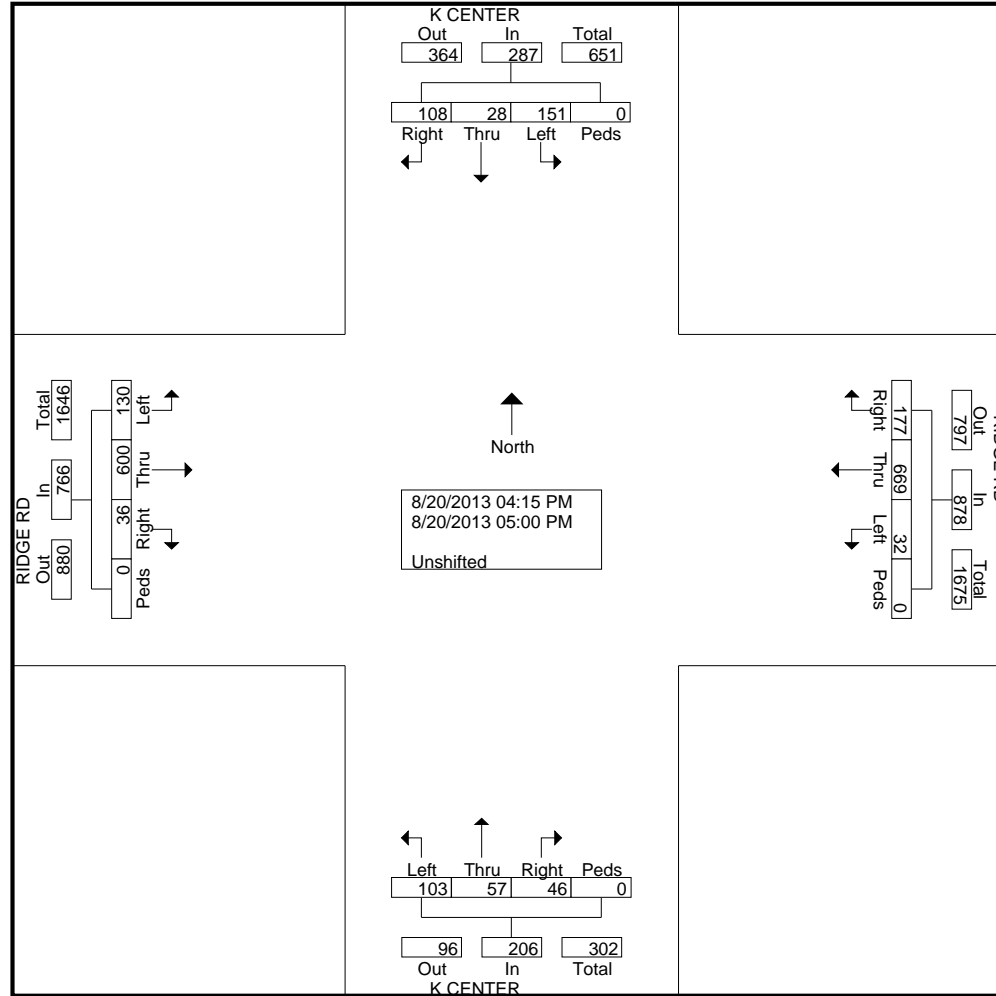 K CENTER
Out In Total
364 287 651
108 28 151 0
Right Thru Left Peds
RIDGE RD
Total In Out
1646 766 880
130 600 36 0
Left Thru Right Peds
North
8/20/2013 04:15 PM
8/20/2013 05:00 PM
Unshifted
Right Thru Left Peds
177 669 32 0
Out In Total
797 878 1675
RIDGE RD
Left Thru Right Peds
103 57 46 0
96 206 302
Out In Total
K CENTER